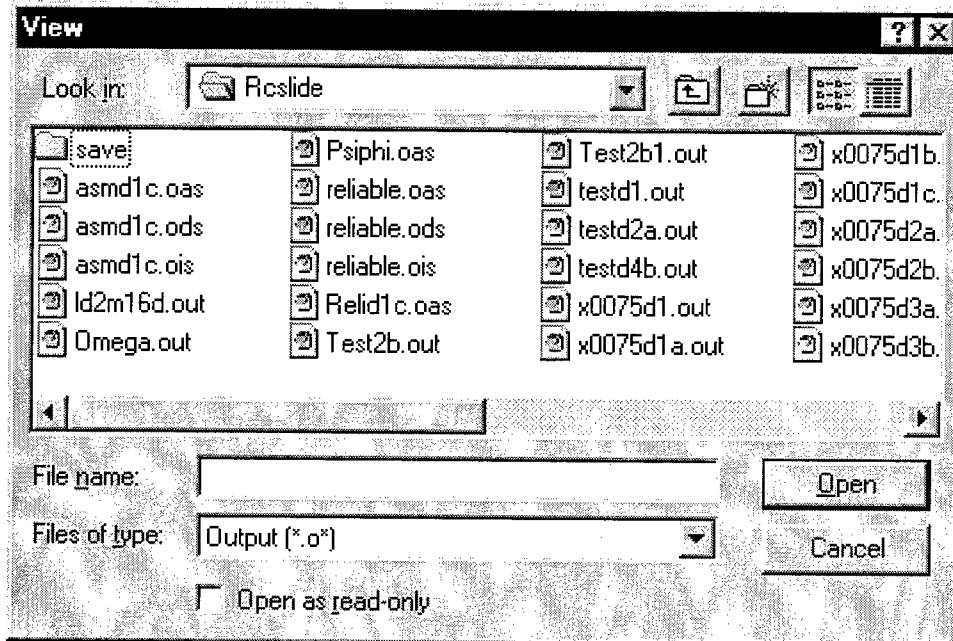 View
Look in: Rcslide
save
asmd1c.oas
asmd1c.ods
asmd1c.ois
ld2m16d.out
Omega.out
Psiphi.oas
reliable.oas
reliable.ods
reliable.ois
Relid1c.oas
Test2b.out
Test2b1.out
testd1.out
testd2a.out
testd4b.out
x0075d1.out
x0075d1a.out
x0075d1b.
x0075d1c.
x0075d2a.
x0075d2b.
x0075d3a.
x0075d3b.
File name:
Open
Files of type: Output (*.o*)
Cancel
Open as read-only